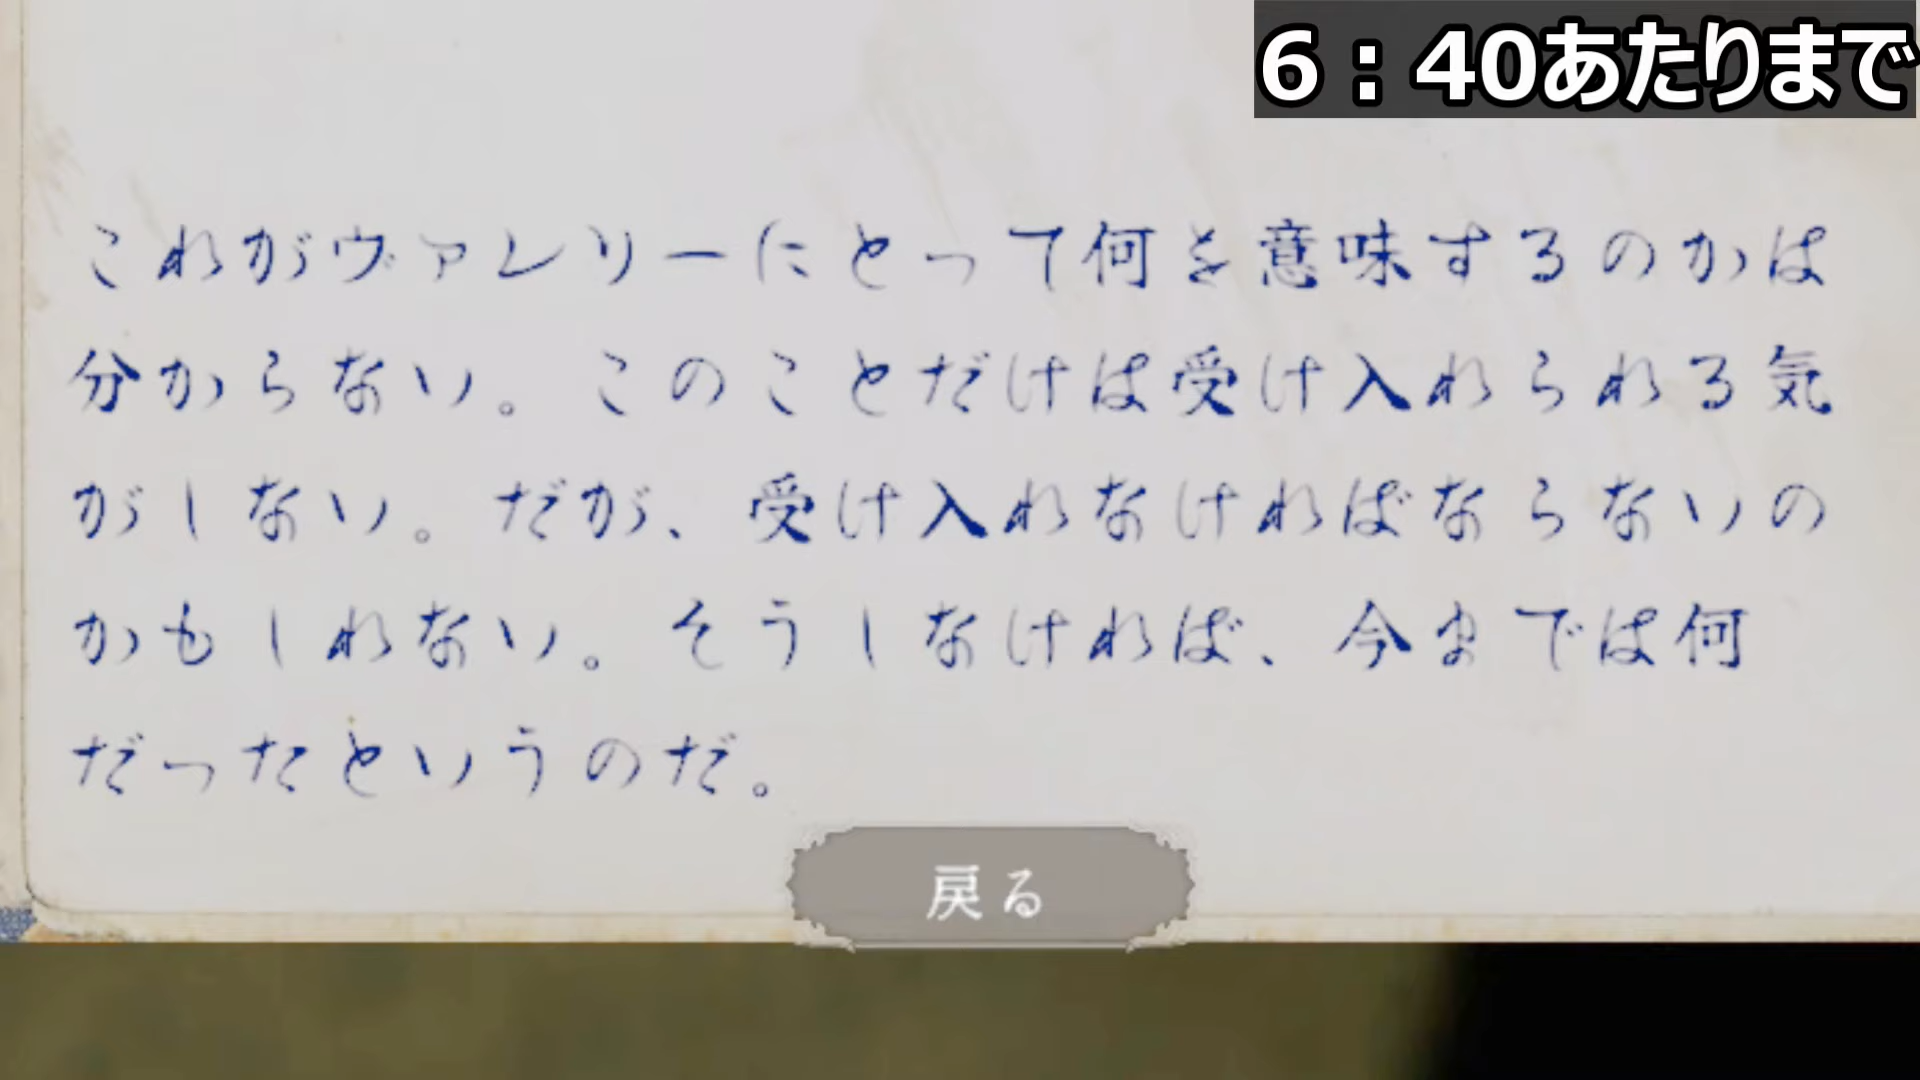 6：40あたりまで
これがヴァレリーにとって何を意味するのかは
分からない。このことだけは受け入れられる気
がしない。だが、受け入れなければならないの
かもしれない。そうしなければ、今までは何
だったというのだ。
戻る